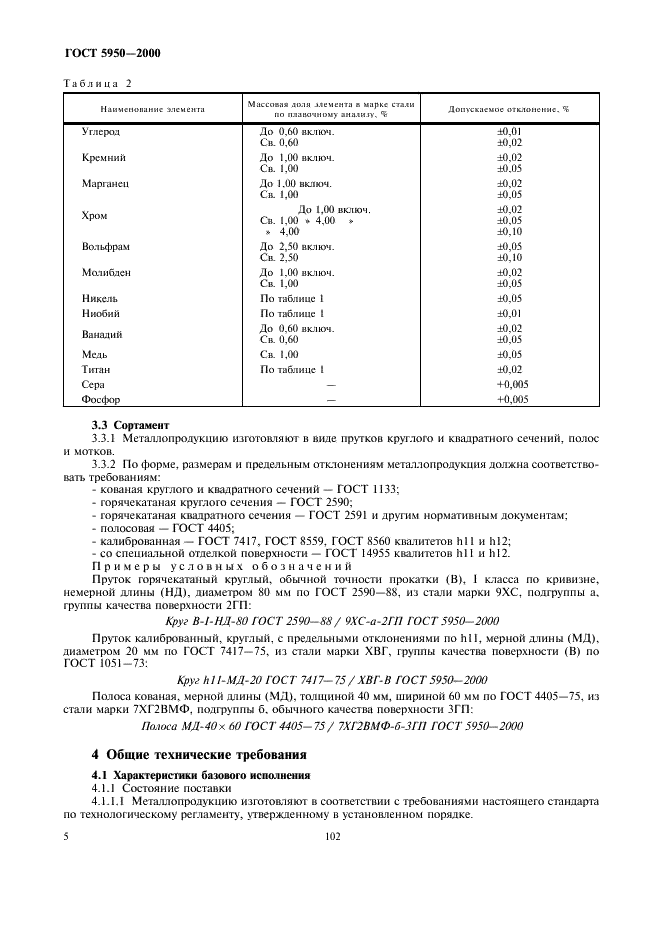 ГОСТ 5950—2000
Таблица 2
Наименование элемента
Массовая доля элемента в марке стали по плавочному анализу, %
Допускаемое отклонение, %
Углерод До 0,60 включ. ±0,01
Св. 0,60 ±0,02
Кремний До 1,00 включ. ±0,02
Св. 1,00 ±0,05
Марганец До 1,00 включ. ±0,02
Св. 1,00 ±0,05
Хром До 1,00 включ. ±0,02
Св. 1,00 » 4,00 » ±0,05
» 4,00 ±0,10
Вольфрам До 2,50 включ. ±0,05
Св. 2,50 ±0,10
Молибден До 1,00 включ. ±0,02
Св. 1,00 ±0,05
Никель По таблице 1 ±0,05
Ниобий По таблице 1 ±0,01
Ванадий До 0,60 включ. ±0,02
Св. 0,60 ±0,05
Медь Св. 1,00 ±0,05
Титан По таблице 1 ±0,02
Сера — +0,005
Фосфор — +0,005
3.3 Сортамент
3.3.1 Металлопродукцию изготовляют в виде прутков круглого и квадратного сечений, полос
и мотков.
3.3.2 По форме, размерам и предельным отклонениям металлопродукция должна соответство-
вать требованиям:
- кованая круглого и квадратного сечений — ГОСТ 1133;
- горячекатаная круглого сечения — ГОСТ 2590;
- горячекатаная квадратного сечения — ГОСТ 2591 и другим нормативным документам;
- полосовая — ГОСТ 4405;
- калиброванная — ГОСТ 7417, ГОСТ 8559, ГОСТ 8560 квалитетов h11 и h12;
- со специальной отделкой поверхности — ГОСТ 14955 квалитетов h11 и h12.
Примеры условных обозначений
Пруток горячекатаный круглый, обычной точности прокатки (В), I класса по кривизне,
немерной длины (НД), диаметром 80 мм по ГОСТ 2590—88, из стали марки 9ХС, подгруппы а,
группы качества поверхности 2ГП:
Круг В-I-НД-80 ГОСТ 2590—88 / 9ХС-а-2ГП ГОСТ 5950—2000
Пруток калиброванный, круглый, с предельными отклонениями по h11, мерной длины (МД),
диаметром 20 мм по ГОСТ 7417—75, из стали марки ХВГ, группы качества поверхности (В) по
ГОСТ 1051—73:
Круг h11-МД-20 ГОСТ 7417—75 / ХВГ-В ГОСТ 5950—2000
Полоса кованая, мерной длины (МД), толщиной 40 мм, шириной 60 мм по ГОСТ 4405—75, из
стали марки 7ХГ2ВМФ, подгруппы б, обычного качества поверхности 3ГП:
Полоса МД-40 × 60 ГОСТ 4405—75 / 7ХГ2ВМФ-б-3ГП ГОСТ 5950—2000
4 Общие технические требования
4.1 Характеристики базового исполнения
4.1.1 Состояние поставки
4.1.1.1 Металлопродукцию изготовляют в соответствии с требованиями настоящего стандарта
по технологическому регламенту, утвержденному в установленном порядке.
5 102